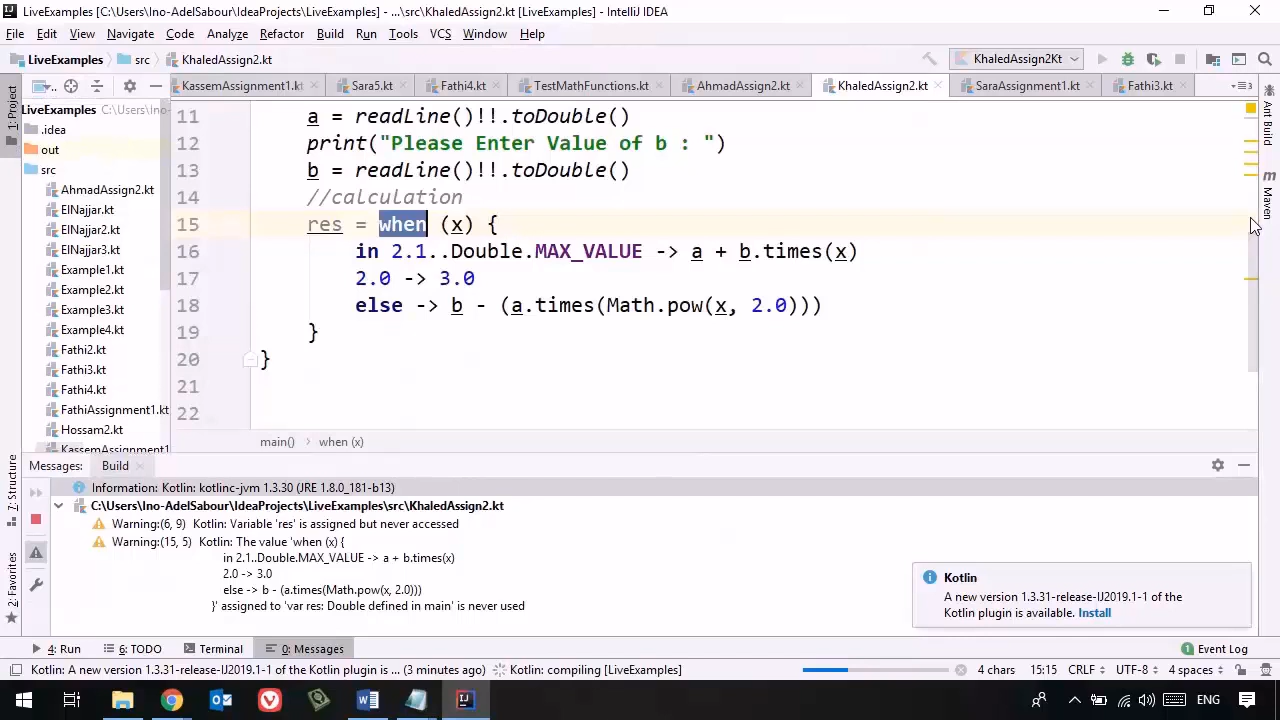 LiveExamples [C:\Users\Ino-AdelSabour\IdeaProjects\LiveExamples] - ...\src\KhaledAssign2.kt [LiveExamples] - IntelliJ IDEA
File Edit View Navigate Code Analyze Refactor Build Run Tools VCS Window Help
LiveExamples src KhaledAssign2.kt KhaledAssign2Kt
1: Project
KassemAssignment1.kt Sara5.kt Fathi4.kt TestMathFunctions.kt AhmadAssign2.kt KhaledAssign2.kt SaraAssignment1.kt Fathi3.kt
LiveExamples
.idea
out
src
AhmadAssign2.kt
ElNajjar.kt
ElNajjar2.kt
ElNajjar3.kt
Example1.kt
Example2.kt
Example3.kt
Example4.kt
Fathi2.kt
Fathi3.kt
Fathi4.kt
FathiAssignment1.kt
Hossam2.kt
KassemAssignment1
11 a = readLine()!!.toDouble()
12 print("Please Enter Value of b : ")
13 b = readLine()!!.toDouble()
14 //calculation
15 res = when (x) {
16 in 2.1..Double.MAX_VALUE -> a + b.times(x)
17 2.0 -> 3.0
18 else -> b - (a.times(Math.pow(x, 2.0)))
19 }
20 }
21
22
main() › when (x)
Ant Build
Maven
Messages: Build
Information: Kotlin: kotlinc-jvm 1.3.30 (JRE 1.8.0_181-b13)
C:\Users\Ino-AdelSabour\IdeaProjects\LiveExamples\src\KhaledAssign2.kt
Warning:(6, 9) Kotlin: Variable 'res' is assigned but never accessed
Warning:(15, 5) Kotlin: The value 'when (x) {
in 2.1..Double.MAX_VALUE -> a + b.times(x)
2.0 -> 3.0
else -> b - (a.times(Math.pow(x, 2.0)))
}' assigned to 'var res: Double defined in main' is never used
7: Structure
2: Favorites
Kotlin
A new version 1.3.31-release-IJ2019.1-1 of the
Kotlin plugin is available. Install
4: Run 6: TODO Terminal 0: Messages Event Log
Kotlin: A new version 1.3.31-release-IJ2019.1-1 of the Kotlin plugin is ... (3 minutes ago) Kotlin: compiling [LiveExamples] 4 chars 15:15 CRLF UTF-8 4 spaces
ENG